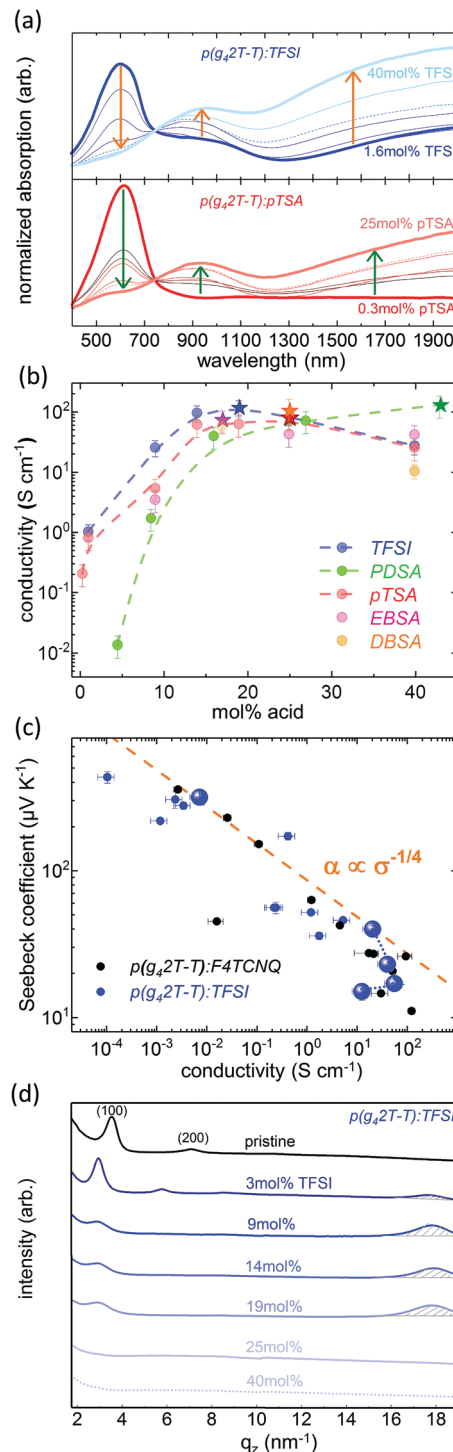 (a)
p(g₄2T-T):TFSI
40mol% TFSI
1.6mol% TFSI
p(g₄2T-T):pTSA
25mol% pTSA
0.3mol% pTSA
normalized absorption (arb.)
500 700 900 1100 1300 1500 1700 1900
wavelength (nm)
(b)
10²
10¹
10⁰
10⁻¹
10⁻²
conductivity (S cm⁻¹)
TFSI
PDSA
pTSA
EBSA
DBSA
0 10 20 30 40
mol% acid
(c)
Seebeck coefficient (µV K⁻¹)
10²
10¹
α ∝ σ⁻¹/⁴
p(g₄2T-T):F4TCNQ
p(g₄2T-T):TFSI
10⁻⁴ 10⁻³ 10⁻² 10⁻¹ 10⁰ 10¹ 10²
conductivity (S cm⁻¹)
(d)
(100)
(200)
p(g₄2T-T):TFSI
pristine
3mol% TFSI
9mol%
14mol%
19mol%
25mol%
40mol%
intensity (arb.)
2 4 6 8 10 12 14 16 18
q_z (nm⁻¹)